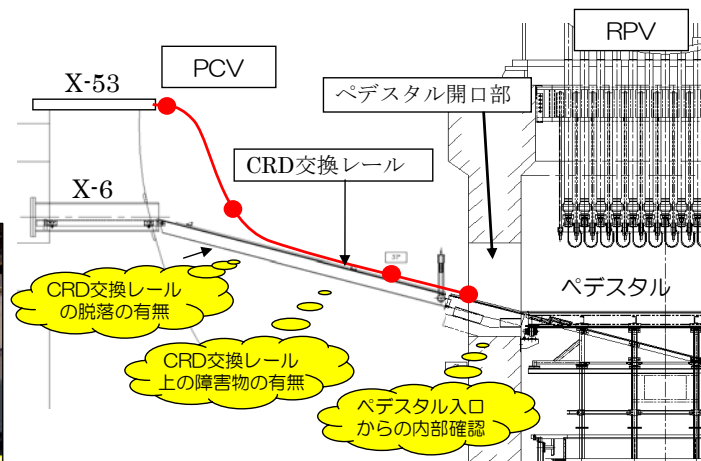 RPV
PCV
X-53
ペデスタル開口部
CRD交換レール
X-6
ペデスタル
CRD交換レール
の脱落の有無
CRD交換レール
上の障害物の有無
ペデスタル入口
からの内部確認